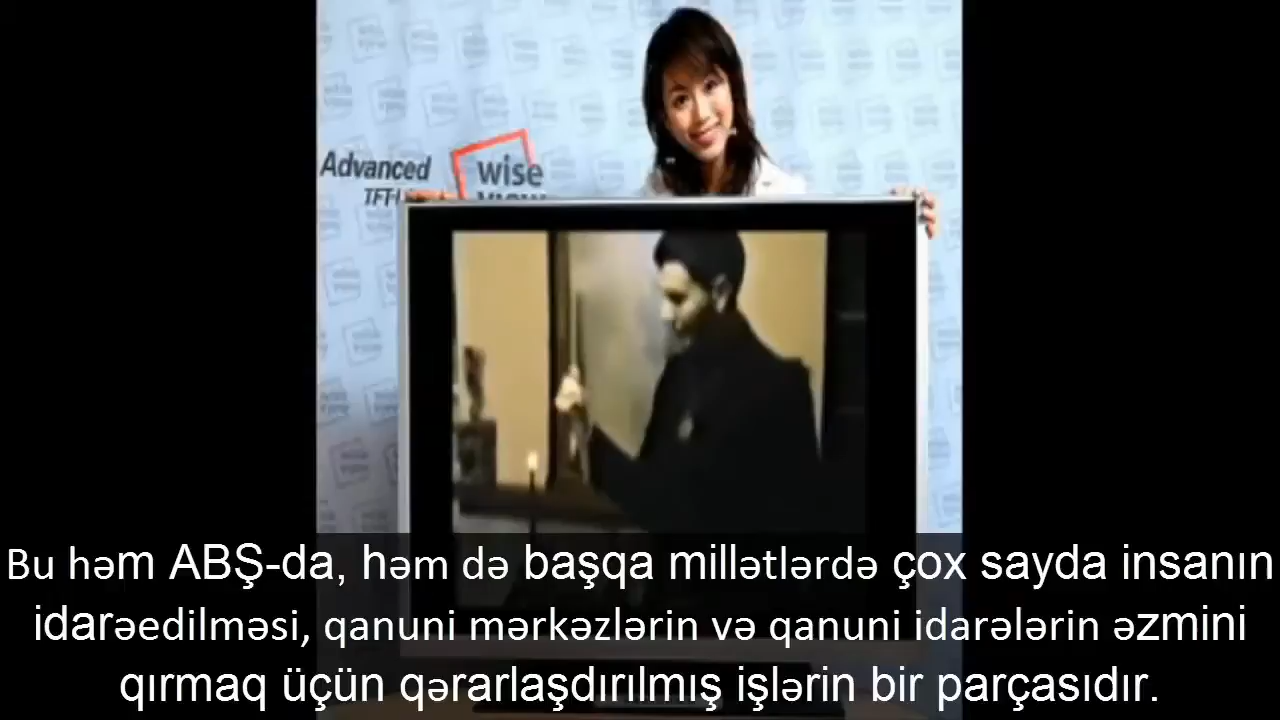 Advanced
wise
Bu həm ABŞ-da, həm də başqa millətlərdə çox sayda insanın
idarəedilməsi, qanuni mərkəzlərin və qanuni idarələrin əzmini
qırmaq üçün qərarlaşdırılmış işlərin bir parçasıdır.